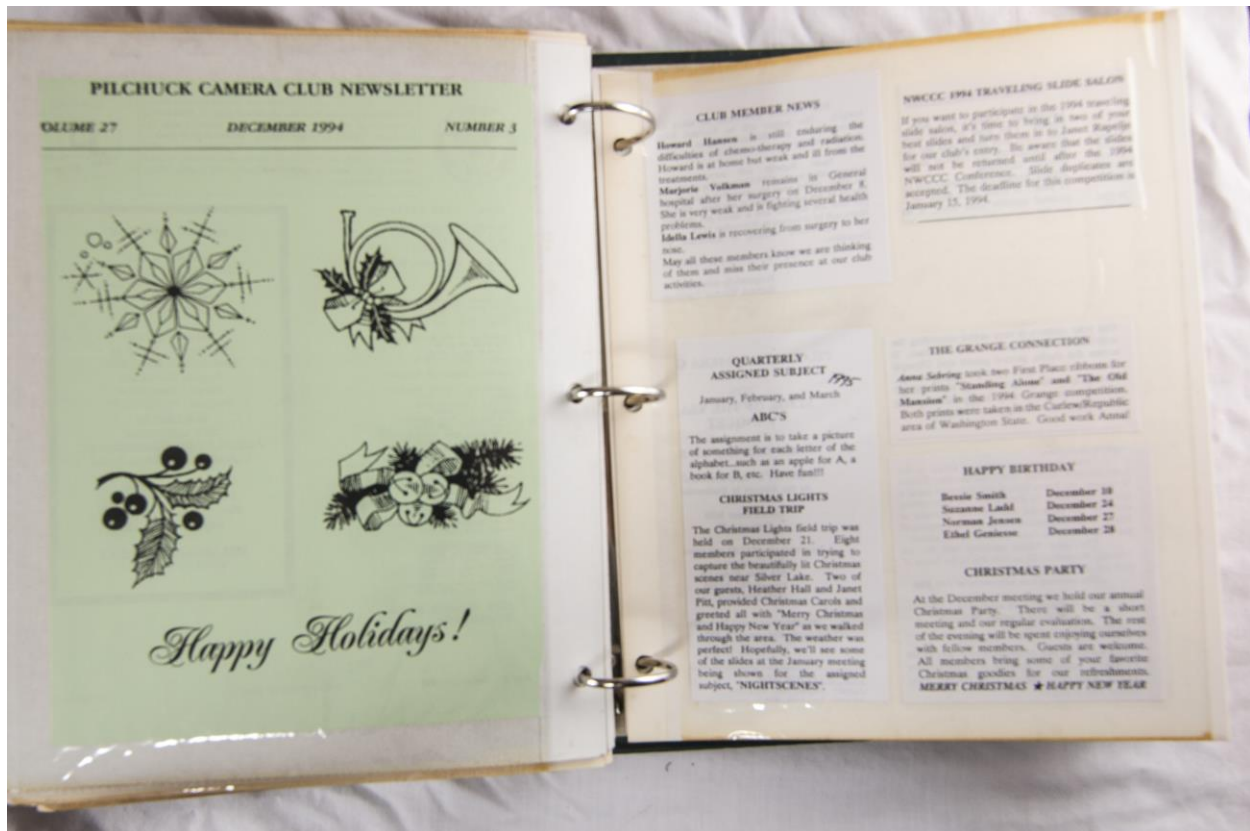 PILCHUCK CAMERA CLUB NEWSLETTER
OLUME 27 DECEMBER 1994 NUMBER 3
Happy Holidays!
CLUB MEMBER NEWS
Howard Hansen is still enduring the
difficulties of chemo-therapy and radiation.
Howard is at home but weak and ill from the
treatments.
Marjorie Volkman remains in General
hospital after her surgery on December 8.
She is very weak and is fighting several health
problems.
Idella Lewis is recovering from surgery to her
nose.
May all these members know we are thinking
of them and miss their presence at our club
activities.
NWCCC 1994 TRAVELING SLIDE SALON
If you want to participate in the 1994 traveling
slide salon, it's time to bring in two of your
best slides and turn them in to Janet Rapelje
for our club's entry. Be aware that the slides
will not be returned until after the 1994
NWCCC Conference. Slide duplicates are
accepted. The deadline for this competition is
January 15, 1994.
QUARTERLY
ASSIGNED SUBJECT 1995
January, February, and March
ABC'S
The assignment is to take a picture
of something for each letter of the
alphabet...such as an apple for A, a
book for B, etc. Have fun!!!
CHRISTMAS LIGHTS
FIELD TRIP
The Christmas Lights field trip was
held on December 21. Eight
members participated in trying to
capture the beautifully lit Christmas
scenes near Silver Lake. Two of
our guests, Heather Hall and Janet
Pitt, provided Christmas Carols and
greeted all with "Merry Christmas
and Happy New Year" as we walked
through the area. The weather was
perfect! Hopefully, we'll see some
of the slides at the January meeting
being shown for the assigned
subject, "NIGHTSCENES".
THE GRANGE CONNECTION
Anna Sebring took two First Place ribbons for
her prints "Standing Alone" and "The Old
Mansion" in the 1994 Grange competition.
Both prints were taken in the Curlew/Republic
area of Washington State. Good work Anna!
HAPPY BIRTHDAY
Bessie Smith December 10
Suzanne Ladd December 24
Norman Jensen December 27
Ethel Geniesse December 28
CHRISTMAS PARTY
At the December meeting we hold our annual
Christmas Party. There will be a short
meeting and our regular evaluation. The rest
of the evening will be spent enjoying ourselves
with fellow members. Guests are welcome.
All members bring some of your favorite
Christmas goodies for our refreshments.
MERRY CHRISTMAS ★ HAPPY NEW YEAR